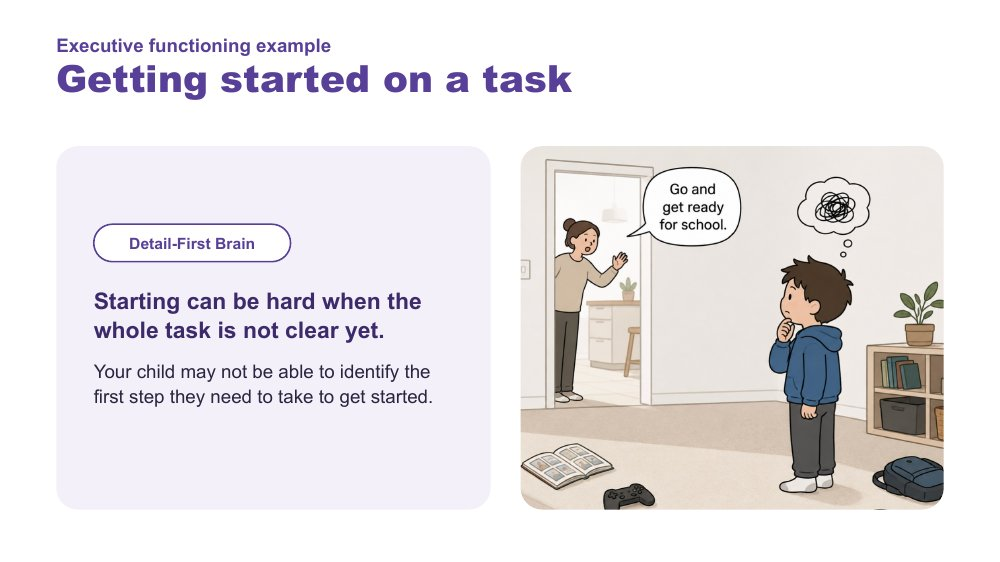 Executive functioning example
Getting started on a task
Detail-First Brain
Starting can be hard when the
whole task is not clear yet.
Your child may not be able to identify the
first step they need to take to get started.
Go and
get ready
for school.